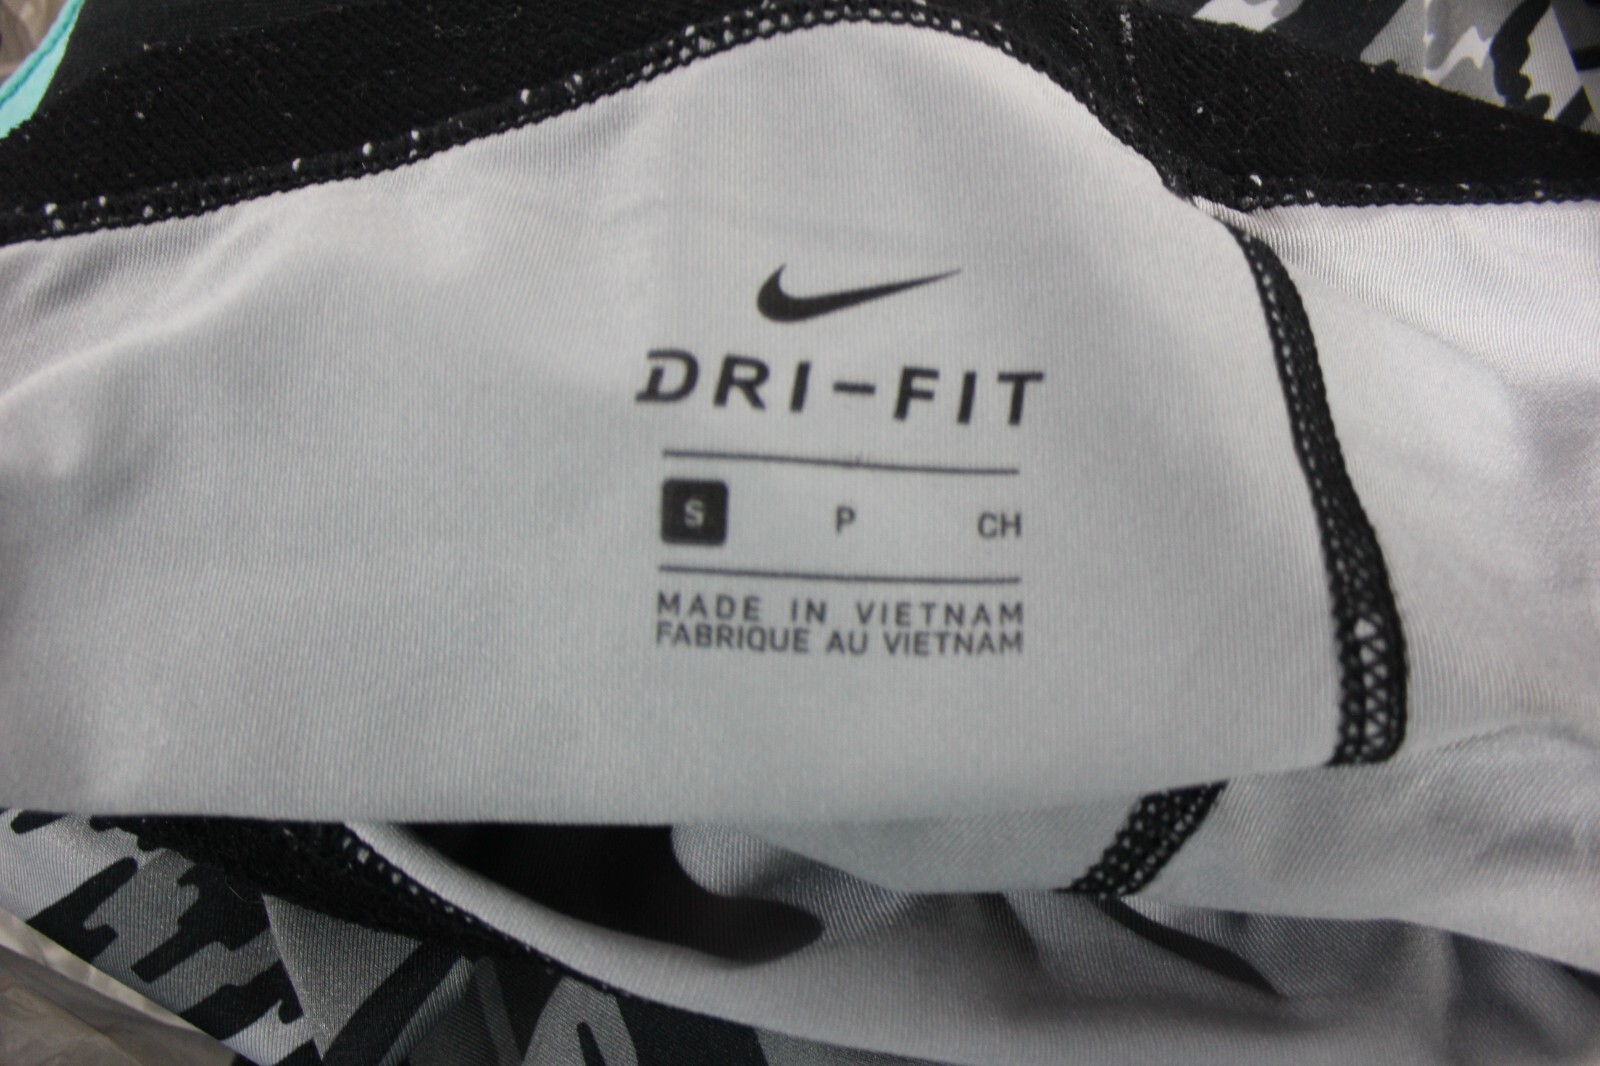 DRI-FIT
S P CH
MADE IN VIETNAM
FABRIQUE AU VIETNAM